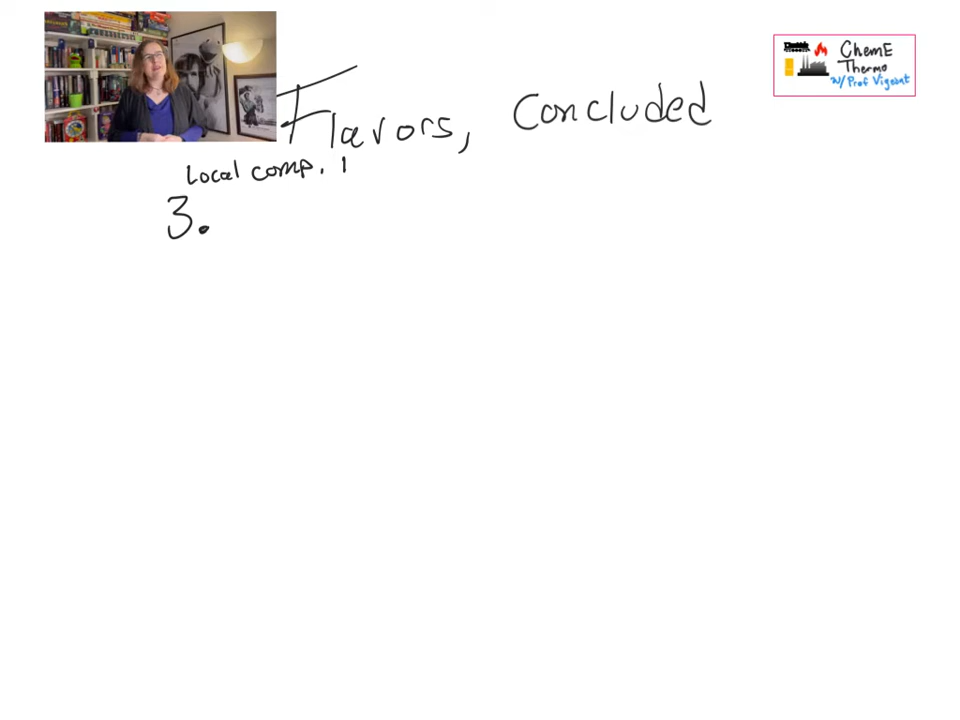 Flavors, Concluded
ChemE
Thermo
w/ Prof Vigeant
Local comp. 1
3.